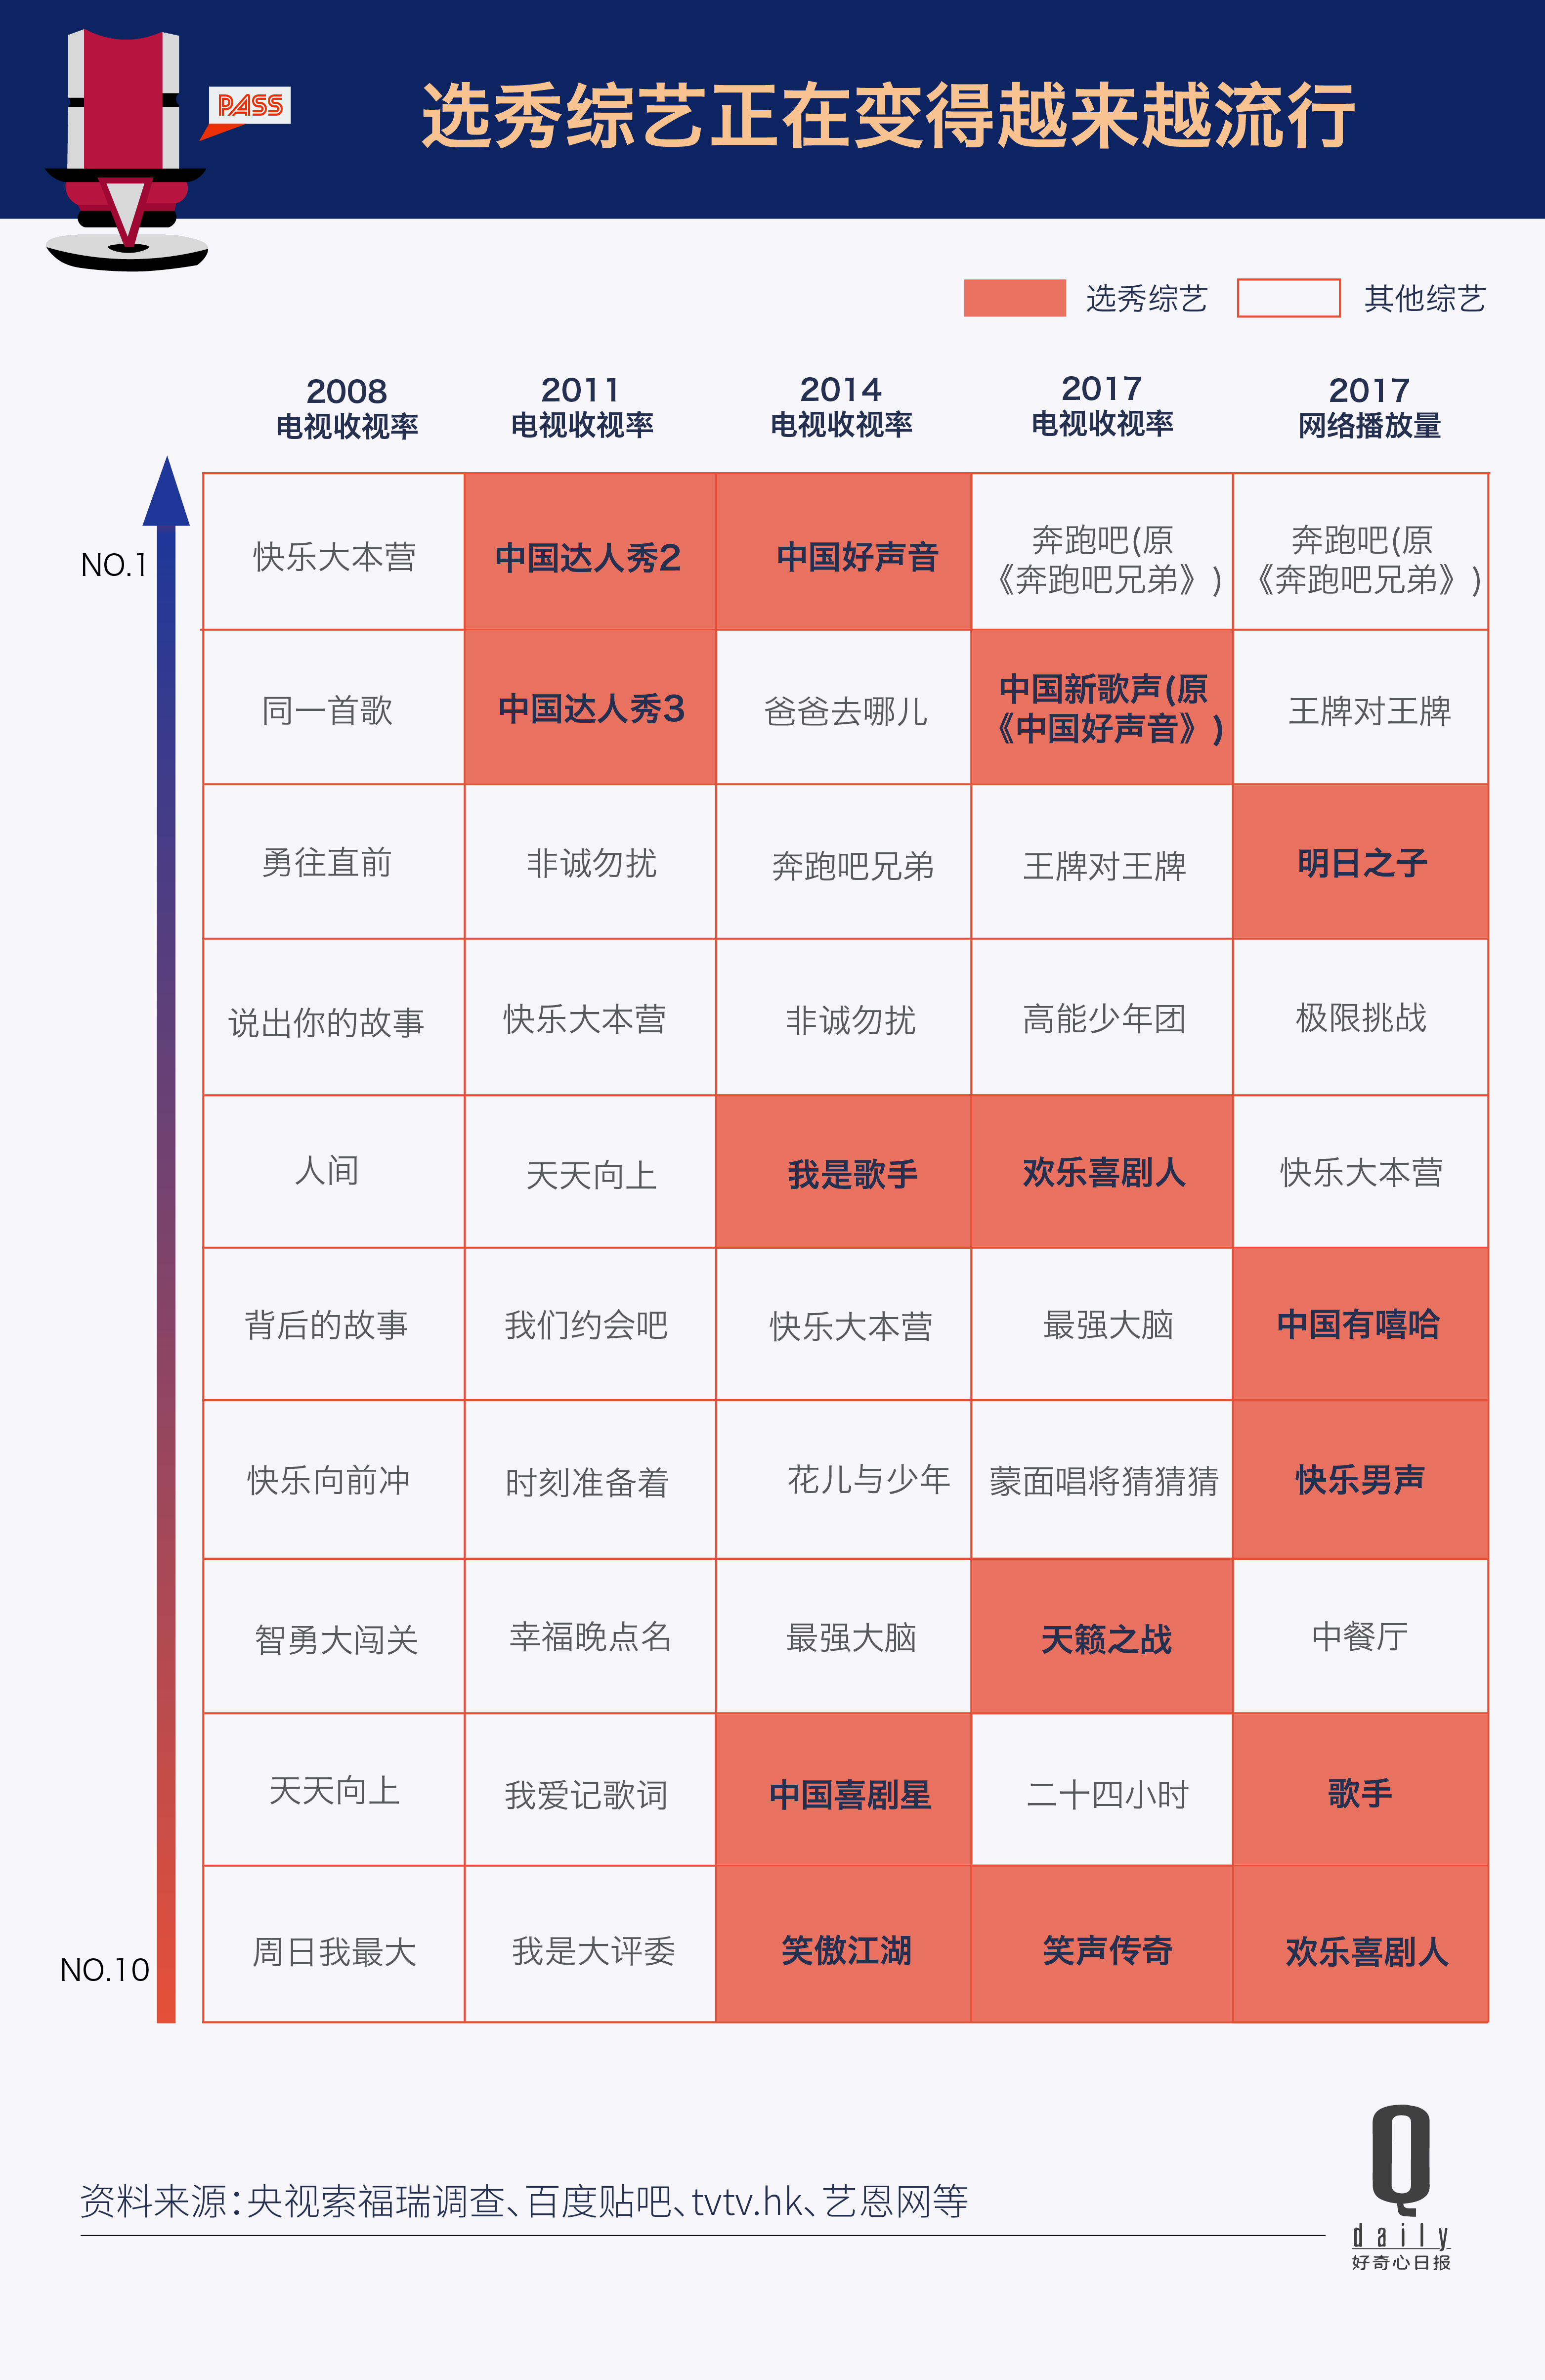 PASS
选秀综艺正在变得越来越流行
选秀综艺
其他综艺
2008
电视收视率
2011
电视收视率
2014
电视收视率
2017
电视收视率
2017
网络播放量
NO.1
快乐大本营
中国达人秀2
中国好声音
奔跑吧(原
《奔跑吧兄弟》)
奔跑吧(原
《奔跑吧兄弟》)
同一首歌
中国达人秀3
爸爸去哪儿
中国新歌声(原
《中国好声音》)
王牌对王牌
勇往直前
非诚勿扰
奔跑吧兄弟
王牌对王牌
明日之子
说出你的故事
快乐大本营
非诚勿扰
高能少年团
极限挑战
人间
天天向上
我是歌手
欢乐喜剧人
快乐大本营
背后的故事
我们约会吧
快乐大本营
最强大脑
中国有嘻哈
快乐向前冲
时刻准备着
花儿与少年
蒙面唱将猜猜猜
快乐男声
智勇大闯关
幸福晚点名
最强大脑
天籁之战
中餐厅
天天向上
我爱记歌词
中国喜剧星
二十四小时
歌手
NO.10
周日我最大
我是大评委
笑傲江湖
笑声传奇
欢乐喜剧人
资料来源：央视索福瑞调查、百度贴吧、tvtv.hk、艺恩网等
Q
daily
好奇心日报